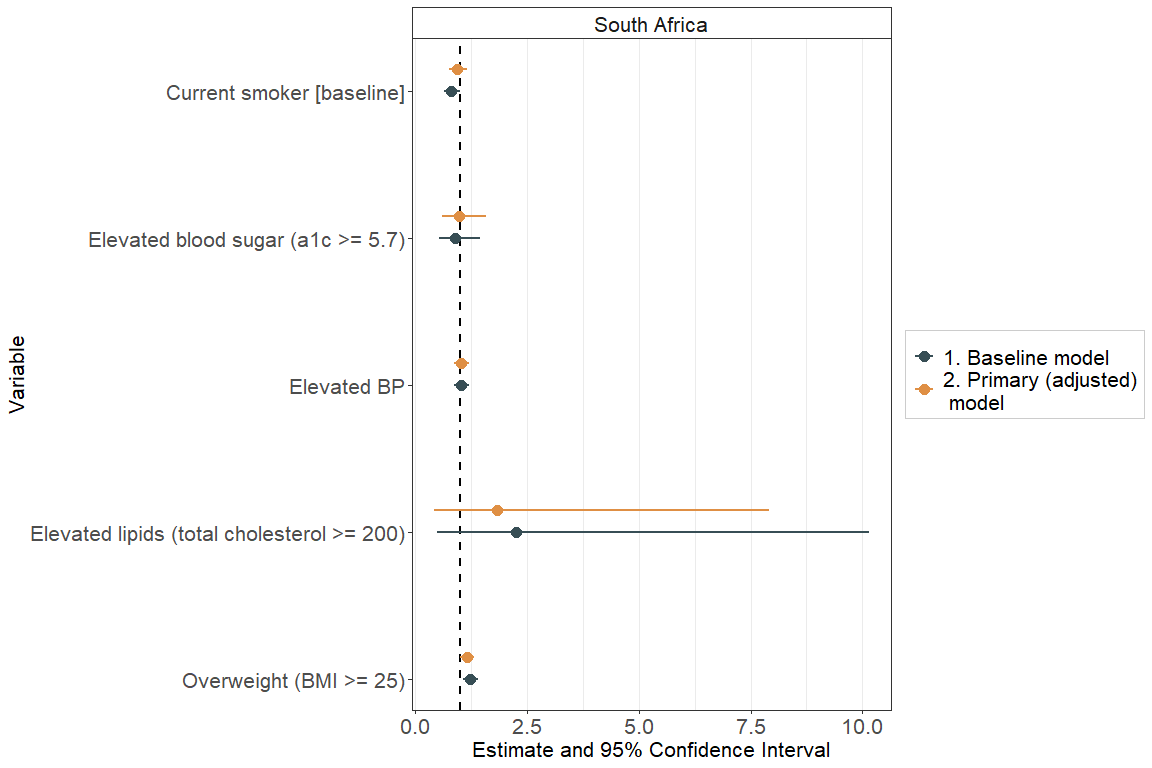 South Africa
Current smoker [baseline]
Elevated blood sugar (a1c >= 5.7)
Elevated BP
Elevated lipids (total cholesterol >= 200)
Overweight (BMI >= 25)
Variable
0.0 2.5 5.0 7.5 10.0
Estimate and 95% Confidence Interval
1. Baseline model
2. Primary (adjusted)
model